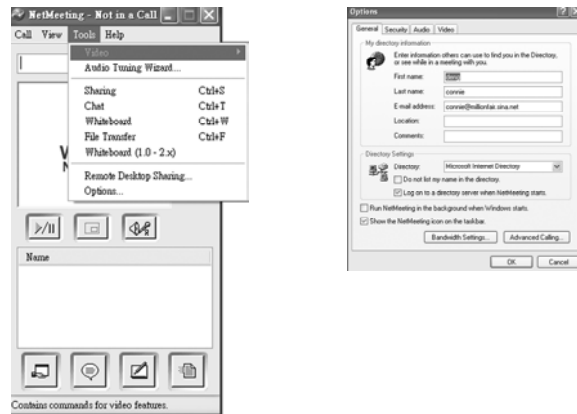 NetMeeting - Not in a Call
Call View Tools Help
Video
Audio Tuning Wizard...
Sharing Ctrl+S
Chat Ctrl+T
Whiteboard Ctrl+W
File Transfer Ctrl+F
Whiteboard (1.0 - 2.x)
Remote Desktop Sharing...
Options...
Name
Contains commands for video features.
Options
General Security Audio Video
My directory information
Enter information others can use to find you in the Directory,
or see while in a meeting with you.
First name:
Last name: connie
E-mail address: connie@millionfair.sina.net
Location:
Comments:
Directory Settings
Directory: Microsoft Internet Directory
Do not list my name in the directory.
Log on to a directory server when NetMeeting starts.
Run NetMeeting in the background when Windows starts.
Show the NetMeeting icon on the taskbar.
Bandwidth Settings... Advanced Calling...
OK Cancel